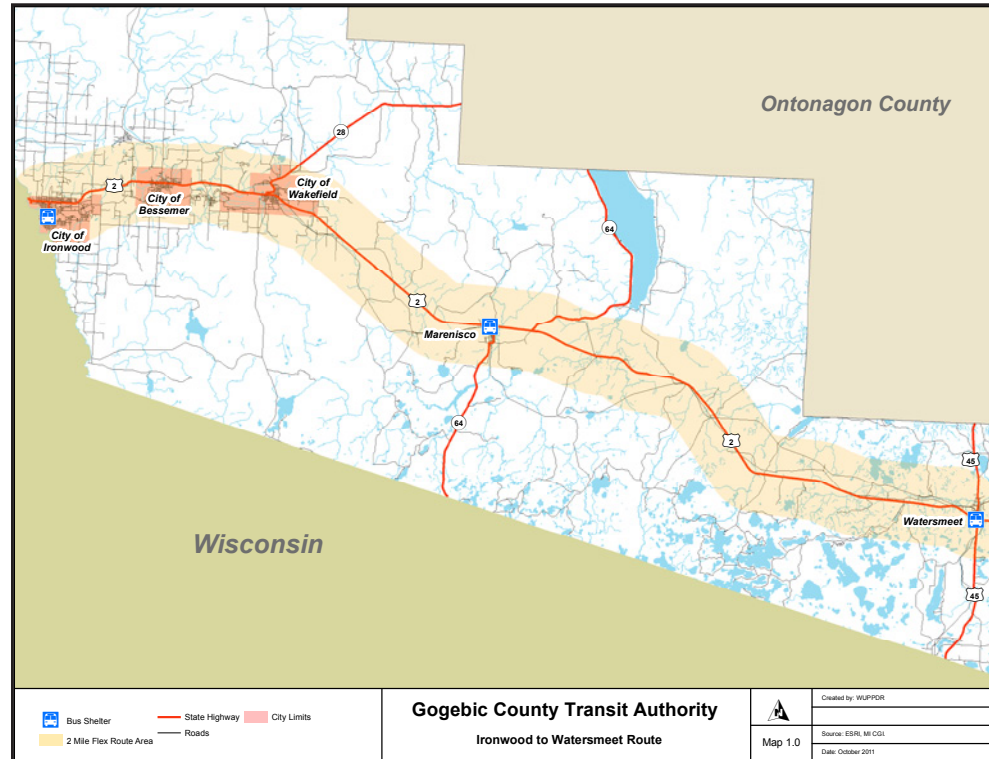 Ontonagon County
28
City of
Wakefield
2
City of
Bessemer
City of
Ironwood
64
2
Marenisco
64
2
45
Watersmeet
Wisconsin
45
Bus Shelter
State Highway
City Limits
2 Mile Flex Route Area
Roads
Gogebic County Transit Authority
Ironwood to Watersmeet Route
N
Map 1.0
Created by: WUPPDR
Source: ESRI, MI CGI.
Date: October 2011